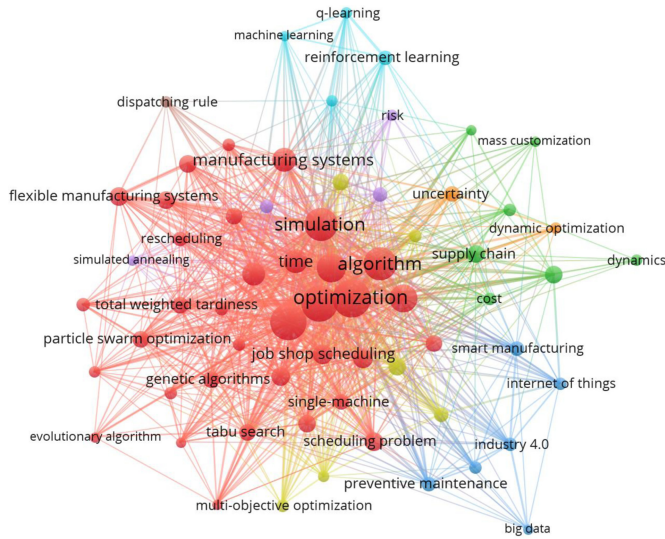 q-learning
machine learning
reinforcement learning
dispatching rule
risk
mass customization
manufacturing systems
flexible manufacturing systems
uncertainty
simulation
dynamic optimization
rescheduling
supply chain
simulated annealing
time
algorithm
dynamics
optimization
cost
total weighted tardiness
particle swarm optimization
job shop scheduling
smart manufacturing
genetic algorithms
internet of things
single-machine
evolutionary algorithm
tabu search
scheduling problem
industry 4.0
preventive maintenance
multi-objective optimization
big data